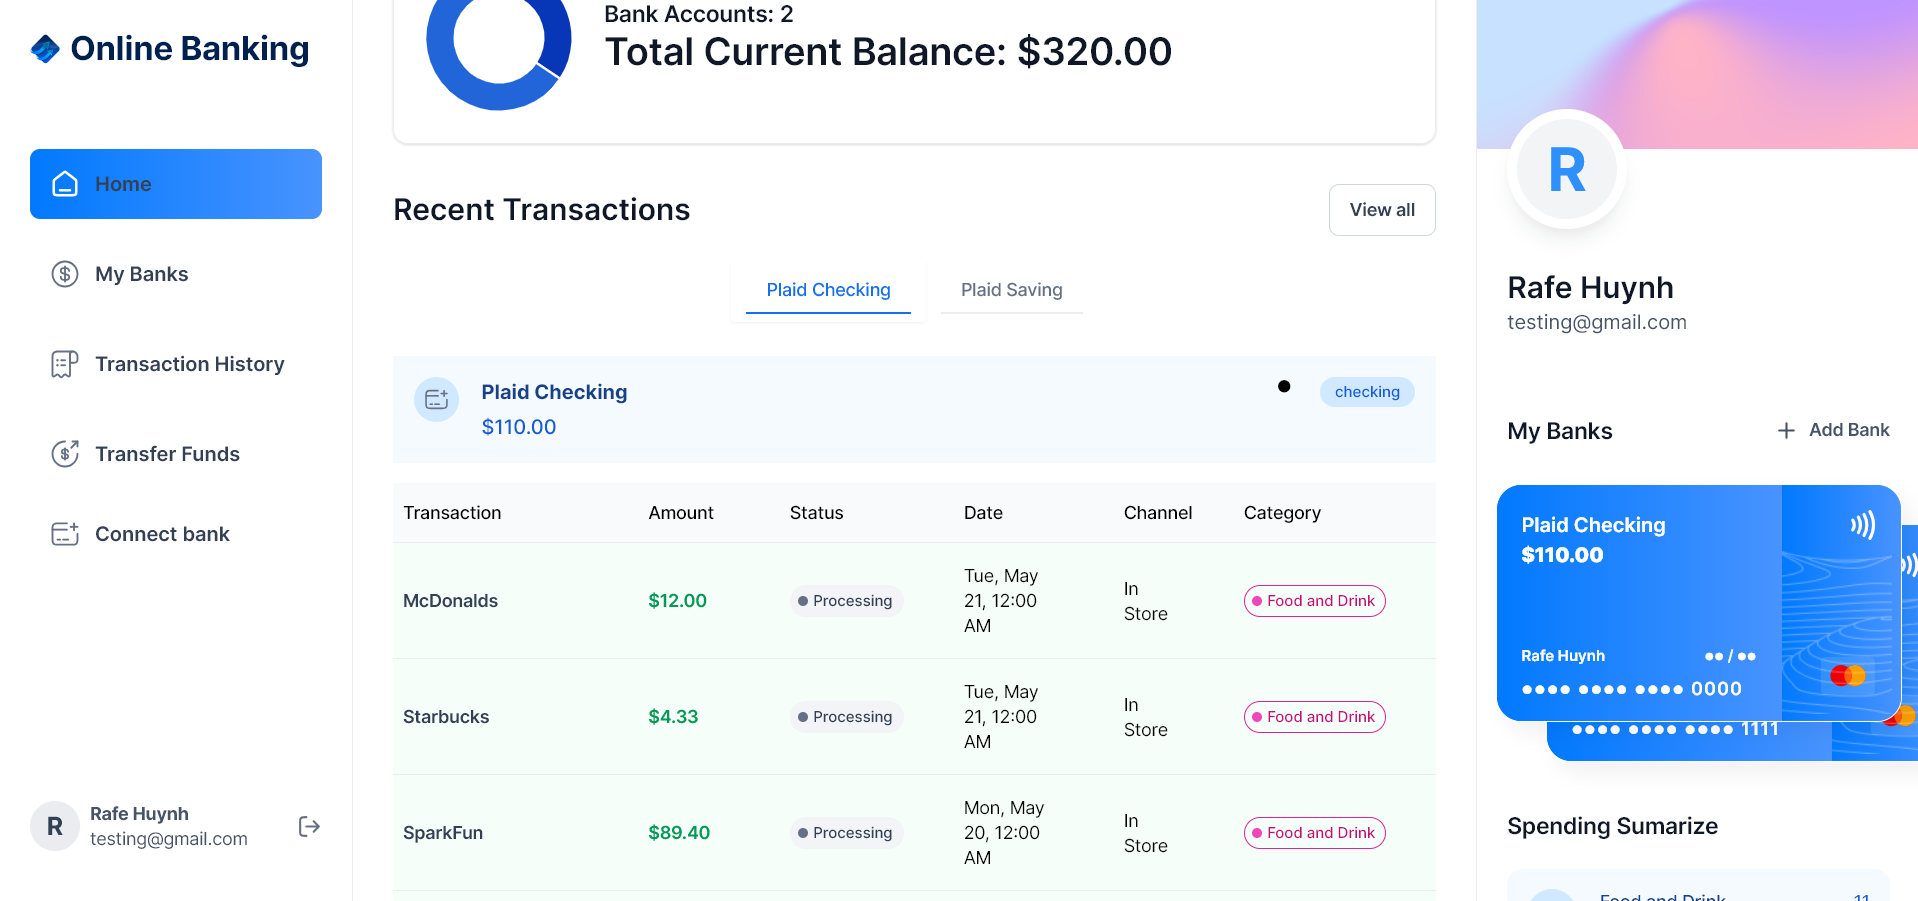 Online Banking
Home
My Banks
Transaction History
Transfer Funds
Connect bank
R
Rafe Huynh
testing@gmail.com
Bank Accounts: 2
Total Current Balance: $320.00
Recent Transactions
View all
Plaid Checking
Plaid Saving
Plaid Checking
$110.00
checking
Transaction Amount Status Date Channel Category
McDonalds $12.00 Processing Tue, May 21, 12:00 AM In Store Food and Drink
Starbucks $4.33 Processing Tue, May 21, 12:00 AM In Store Food and Drink
SparkFun $89.40 Processing Mon, May 20, 12:00 AM In Store Food and Drink
R
Rafe Huynh
testing@gmail.com
My Banks
Add Bank
Plaid Checking
$110.00
Rafe Huynh ●● / ●●
●●●● ●●●● ●●●● 0000
●●●● ●●●● ●●●● 1111
Spending Sumarize
Food and Drink 11